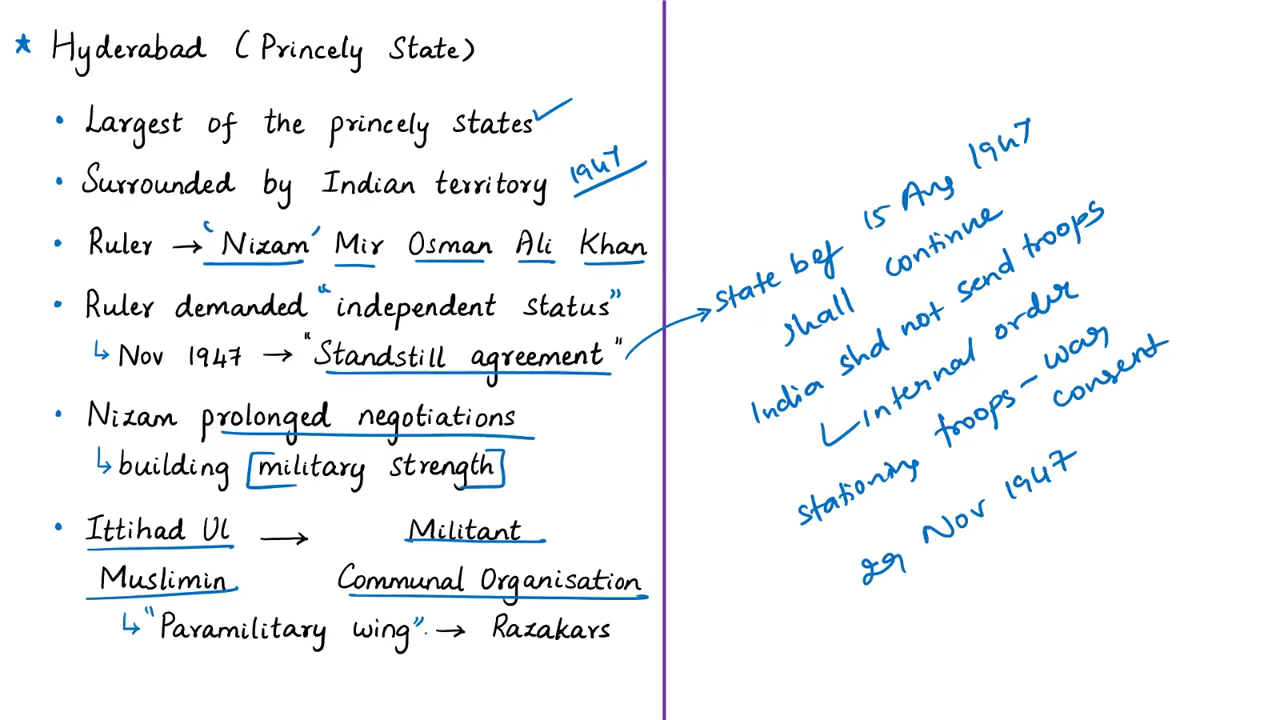 ★ Hyderabad (Princely State)
• Largest of the princely states ✓
• Surrounded by Indian territory 1947
• Ruler → 'Nizam' Mir Osman Ali Khan
• Ruler demanded "independent status"
↳ Nov 1947 → "Standstill agreement"
• Nizam prolonged negotiations
↳ building [military strength]
• Ittihad Ul → Militant
Muslimin Communal Organisation
↳ "Paramilitary wing". → Razakars
→ State bef 15 Aug 1947
shall continue
India shd not send troops
Internal order
stationing troops - war
consent
29 Nov 1947